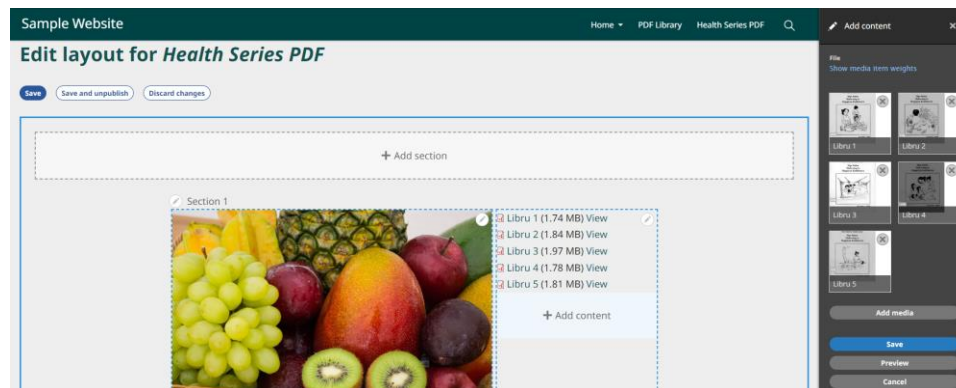 Sample Website
Home
PDF Library
Health Series PDF
Edit layout for Health Series PDF
Save
Save and unpublish
Discard changes
+ Add section
Section 1
Libru 1 (1.74 MB) View
Libru 2 (1.84 MB) View
Libru 3 (1.97 MB) View
Libru 4 (1.78 MB) View
Libru 5 (1.81 MB) View
+ Add content
Add content
File
Show media item weights
Libru 1
Libru 2
Libru 3
Libru 4
Libru 5
Add media
Save
Preview
Cancel